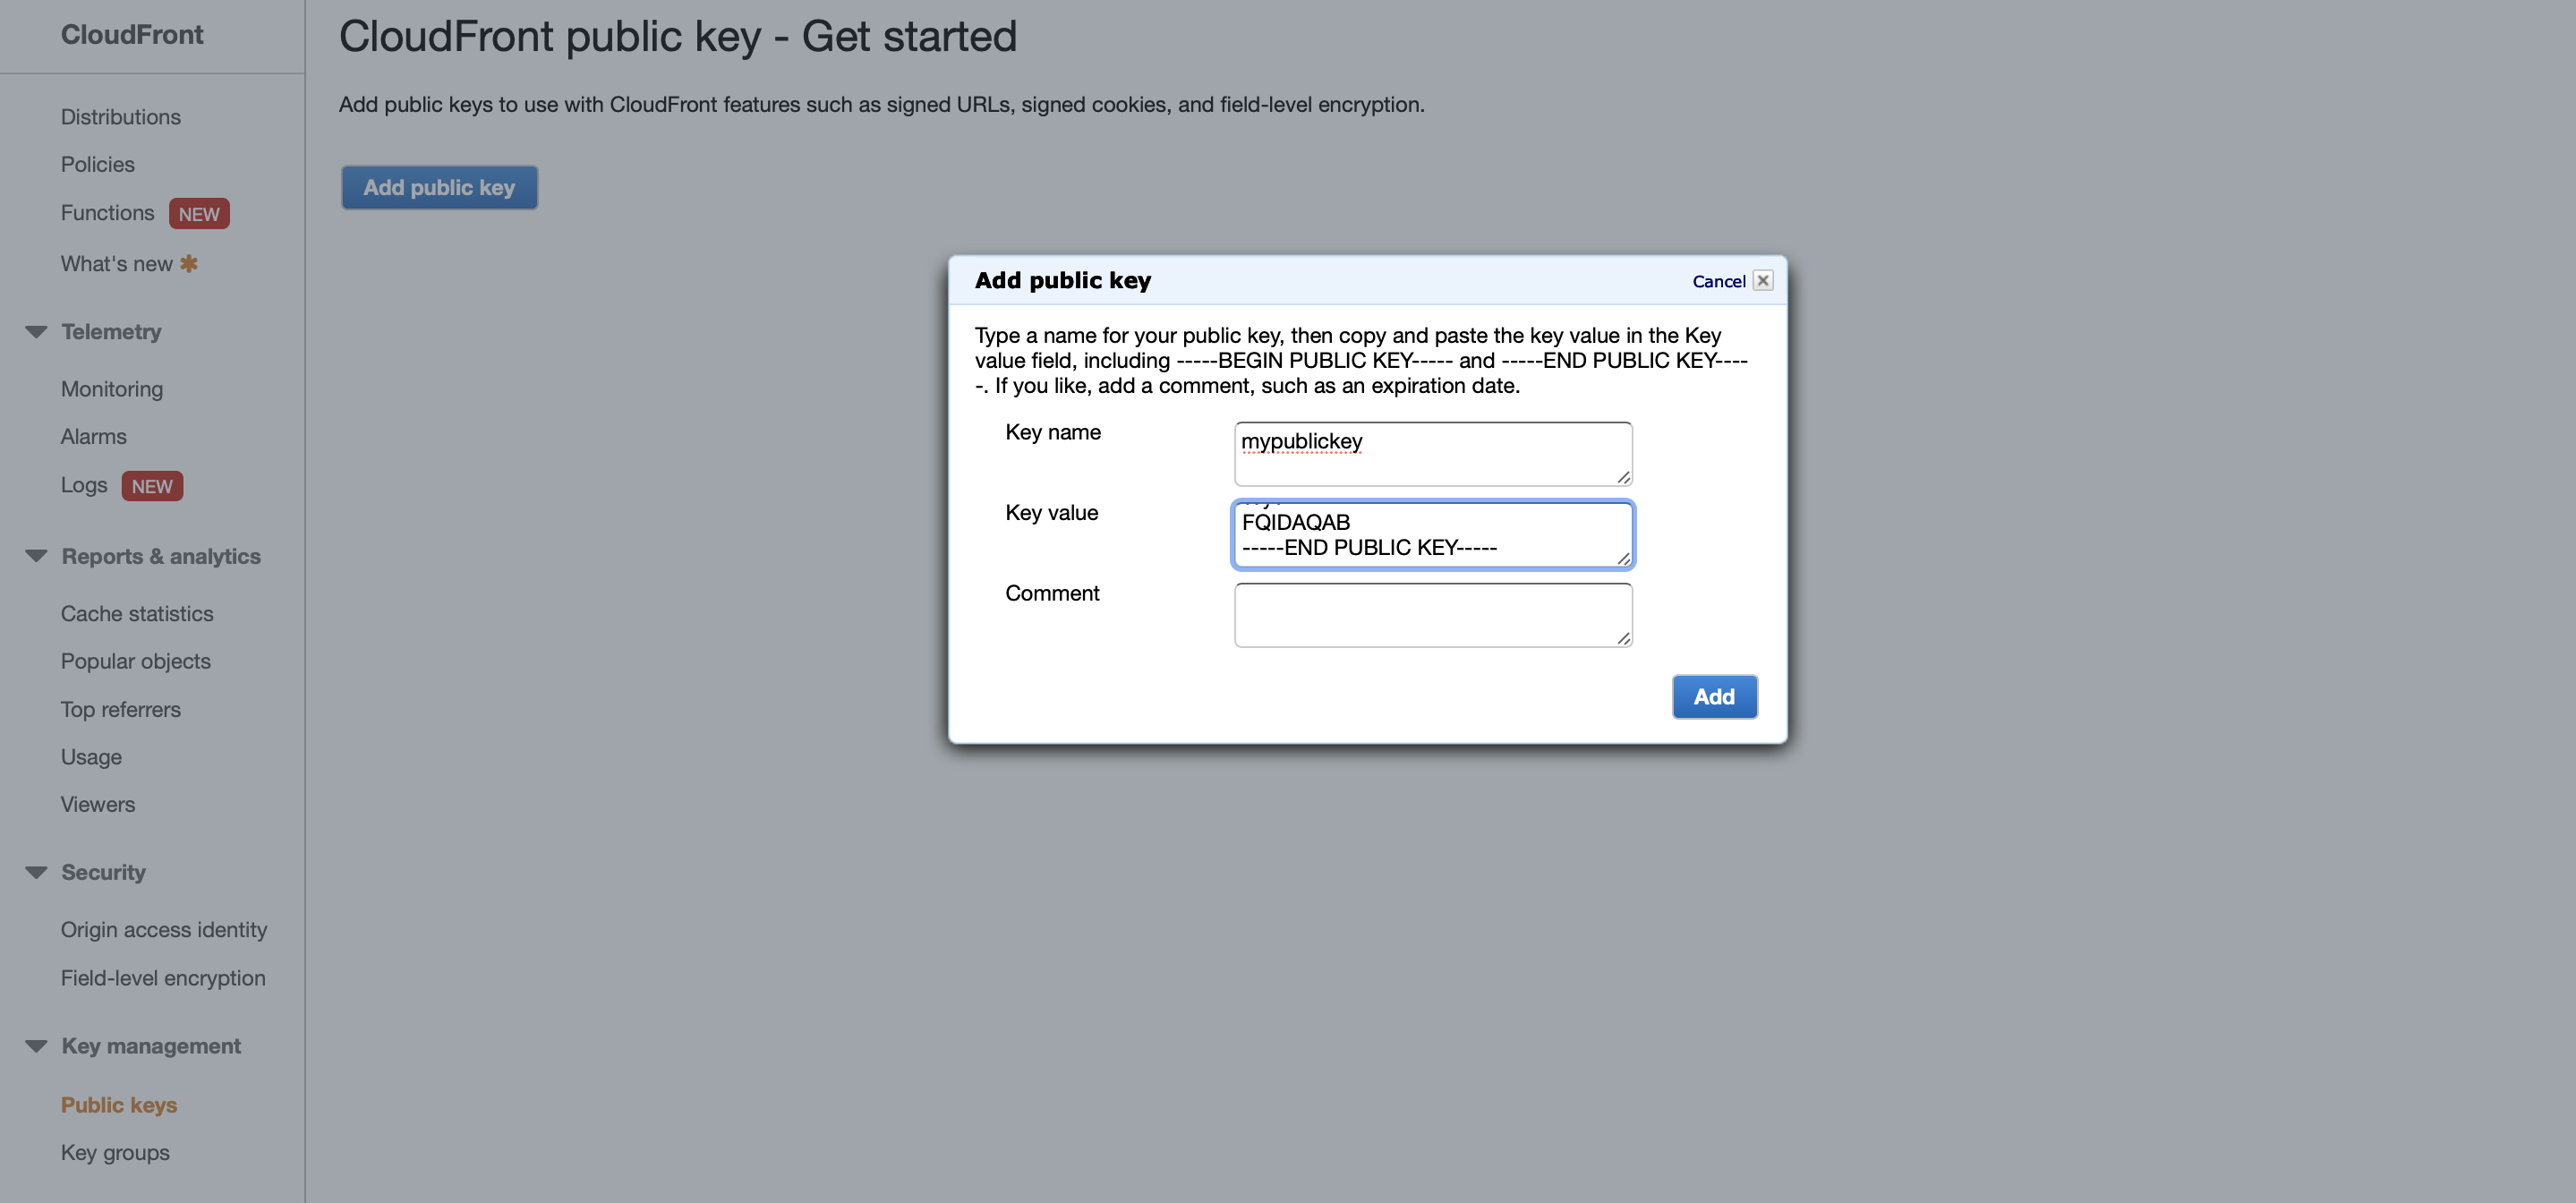 CloudFront
Distributions
Policies
Functions NEW
What's new
Telemetry
Monitoring
Alarms
Logs NEW
Reports & analytics
Cache statistics
Popular objects
Top referrers
Usage
Viewers
Security
Origin access identity
Field-level encryption
Key management
Public keys
Key groups
CloudFront public key - Get started
Add public keys to use with CloudFront features such as signed URLs, signed cookies, and field-level encryption.
Add public key
Add public key
Cancel
Type a name for your public key, then copy and paste the key value in the Key
value field, including -----BEGIN PUBLIC KEY----- and -----END PUBLIC KEY----
-. If you like, add a comment, such as an expiration date.
Key name
mypublickey
Key value
FQIDAQAB
-----END PUBLIC KEY-----
Comment
Add